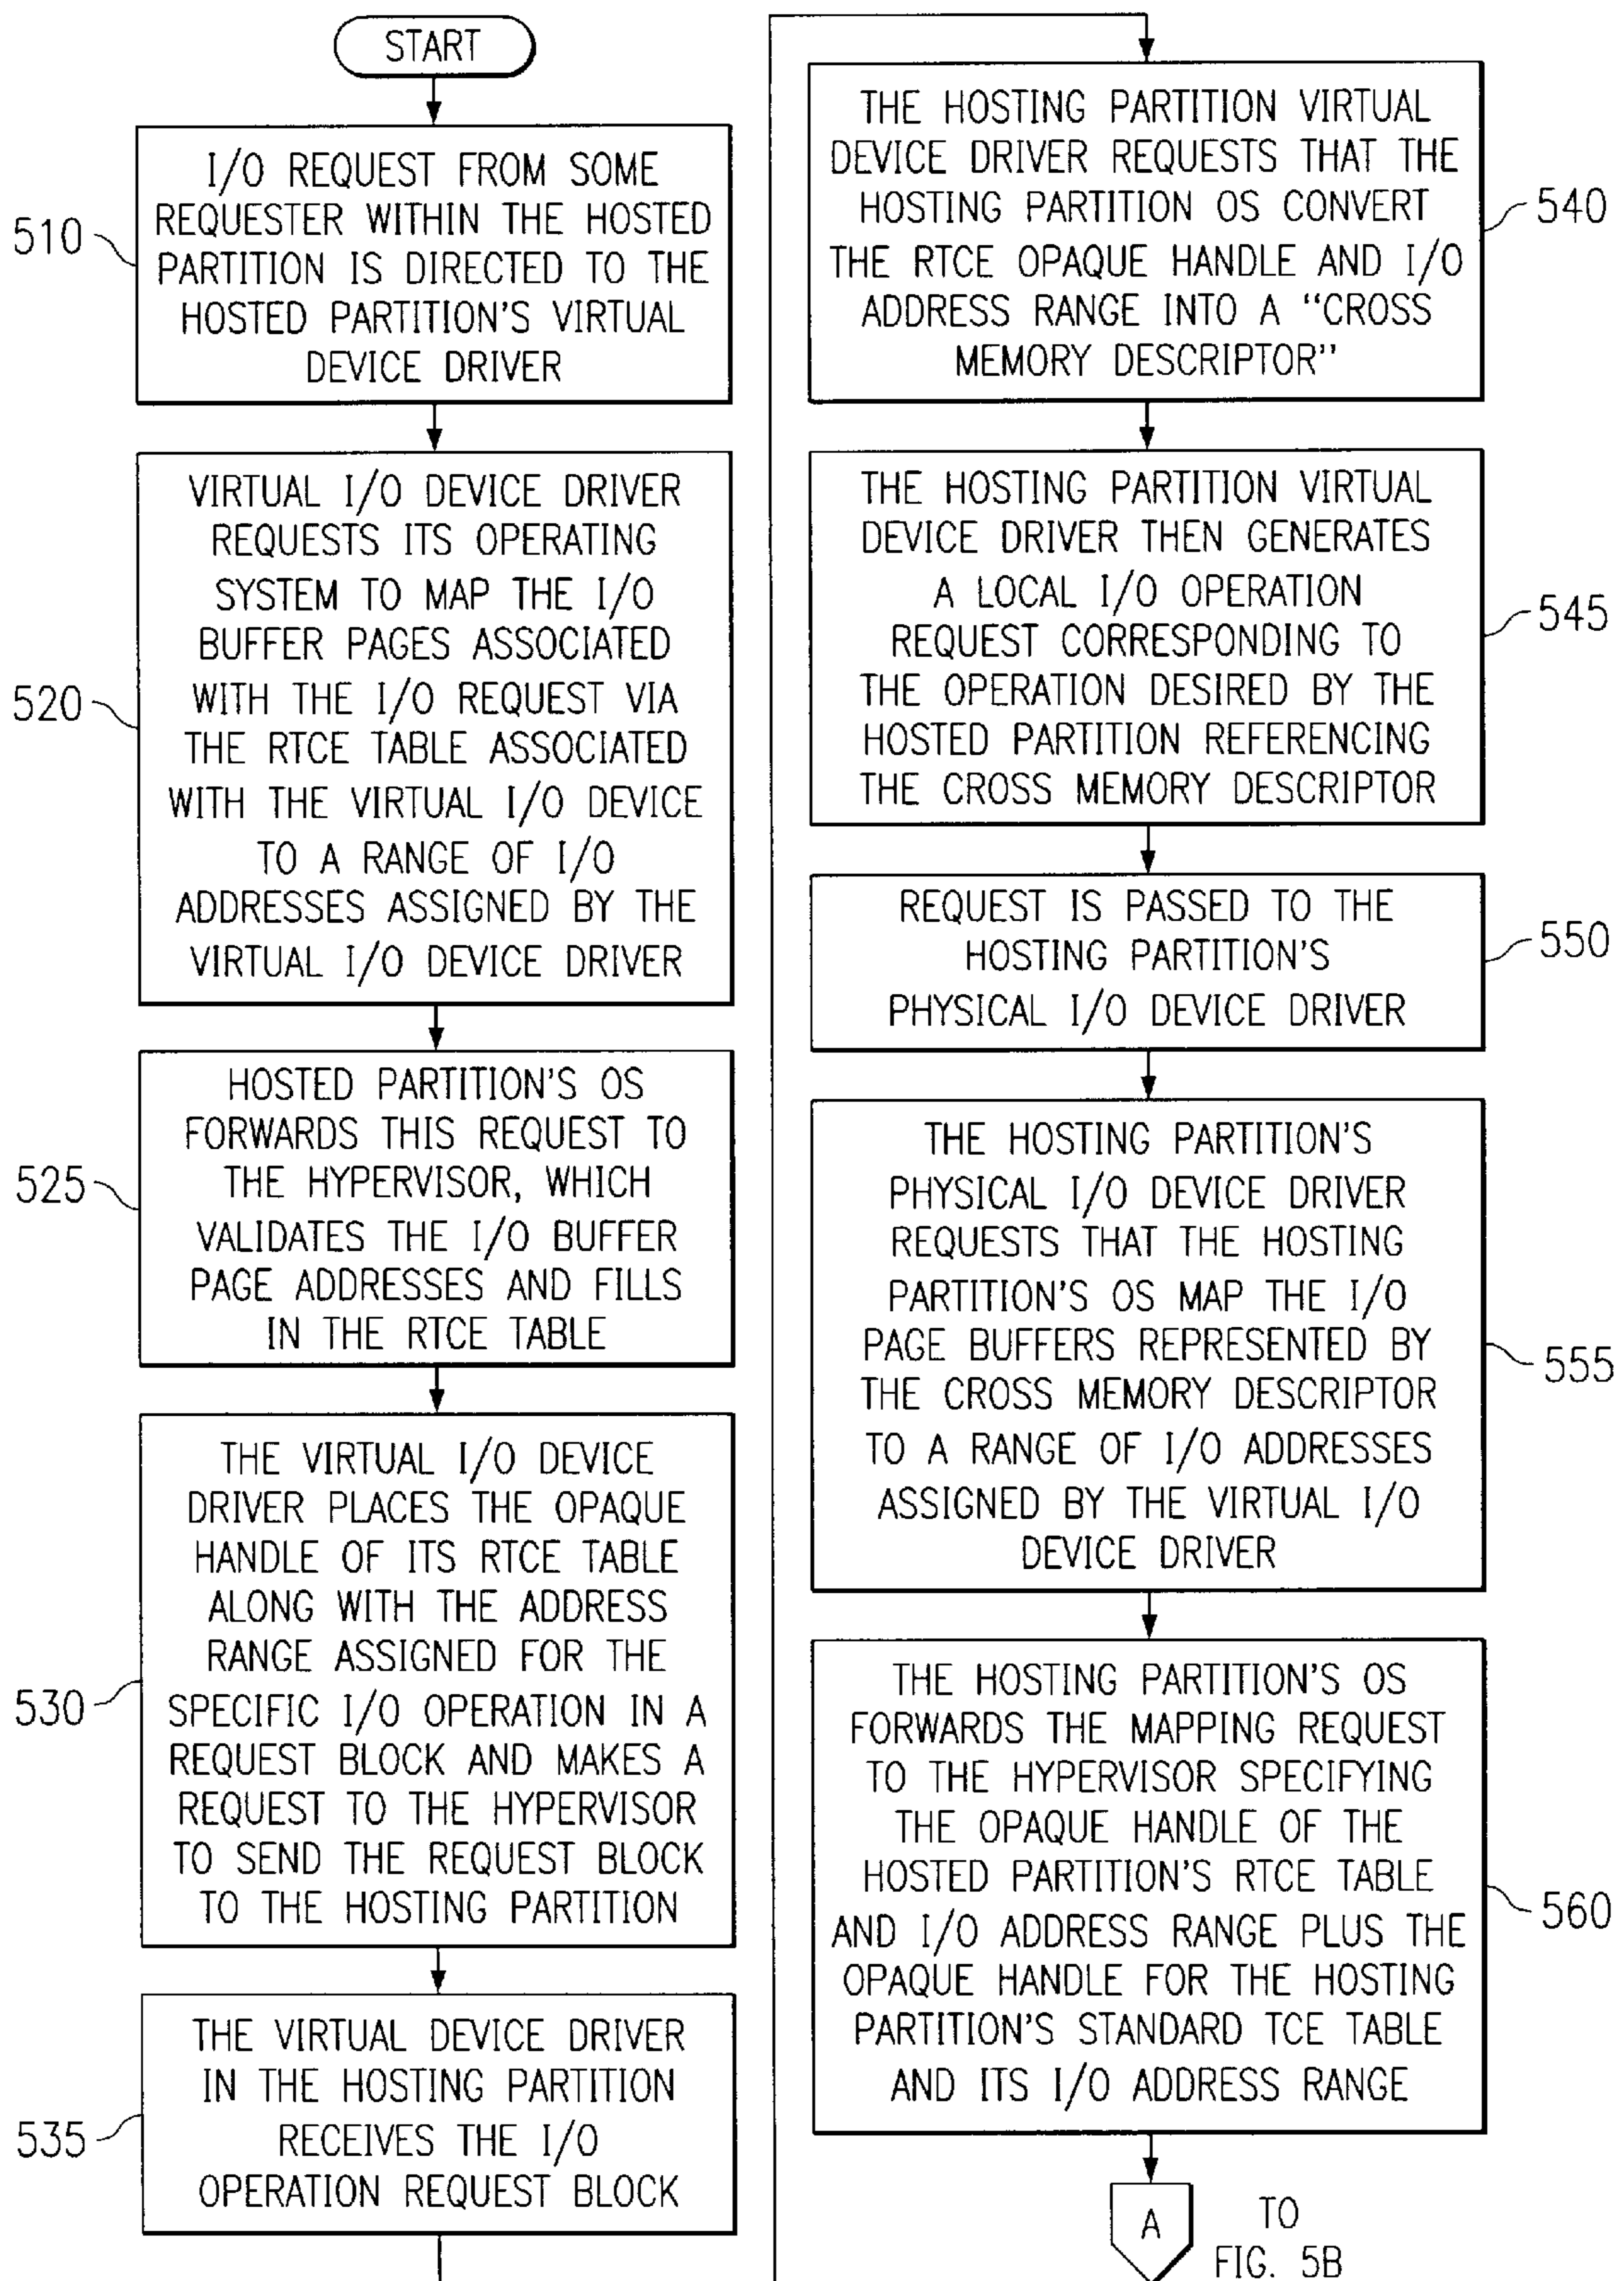 START
I/O REQUEST FROM SOME
REQUESTER WITHIN THE HOSTED
PARTITION IS DIRECTED TO THE
HOSTED PARTITION'S VIRTUAL
DEVICE DRIVER
510
VIRTUAL I/O DEVICE DRIVER
REQUESTS ITS OPERATING
SYSTEM TO MAP THE I/O
BUFFER PAGES ASSOCIATED
WITH THE I/O REQUEST VIA
THE RTCE TABLE ASSOCIATED
WITH THE VIRTUAL I/O DEVICE
TO A RANGE OF I/O
ADDRESSES ASSIGNED BY THE
VIRTUAL I/O DEVICE DRIVER
520
HOSTED PARTITION'S OS
FORWARDS THIS REQUEST TO
THE HYPERVISOR, WHICH
VALIDATES THE I/O BUFFER
PAGE ADDRESSES AND FILLS
IN THE RTCE TABLE
525
THE VIRTUAL I/O DEVICE
DRIVER PLACES THE OPAQUE
HANDLE OF ITS RTCE TABLE
ALONG WITH THE ADDRESS
RANGE ASSIGNED FOR THE
SPECIFIC I/O OPERATION IN A
REQUEST BLOCK AND MAKES A
REQUEST TO THE HYPERVISOR
TO SEND THE REQUEST BLOCK
TO THE HOSTING PARTITION
530
THE VIRTUAL DEVICE DRIVER
IN THE HOSTING PARTITION
RECEIVES THE I/O
OPERATION REQUEST BLOCK
535
THE HOSTING PARTITION VIRTUAL
DEVICE DRIVER REQUESTS THAT THE
HOSTING PARTITION OS CONVERT
THE RTCE OPAQUE HANDLE AND I/O
ADDRESS RANGE INTO A "CROSS
MEMORY DESCRIPTOR"
540
THE HOSTING PARTITION VIRTUAL
DEVICE DRIVER THEN GENERATES
A LOCAL I/O OPERATION
REQUEST CORRESPONDING TO
THE OPERATION DESIRED BY THE
HOSTED PARTITION REFERENCING
THE CROSS MEMORY DESCRIPTOR
545
REQUEST IS PASSED TO THE
HOSTING PARTITION'S
PHYSICAL I/O DEVICE DRIVER
550
THE HOSTING PARTITION'S
PHYSICAL I/O DEVICE DRIVER
REQUESTS THAT THE HOSTING
PARTITION'S OS MAP THE I/O
PAGE BUFFERS REPRESENTED BY
THE CROSS MEMORY DESCRIPTOR
TO A RANGE OF I/O ADDRESSES
ASSIGNED BY THE VIRTUAL I/O
DEVICE DRIVER
555
THE HOSTING PARTITION'S OS
FORWARDS THE MAPPING REQUEST
TO THE HYPERVISOR SPECIFYING
THE OPAQUE HANDLE OF THE
HOSTED PARTITION'S RTCE TABLE
AND I/O ADDRESS RANGE PLUS THE
OPAQUE HANDLE FOR THE HOSTING
PARTITION'S STANDARD TCE TABLE
AND ITS I/O ADDRESS RANGE
560
A
TO
FIG. 5B